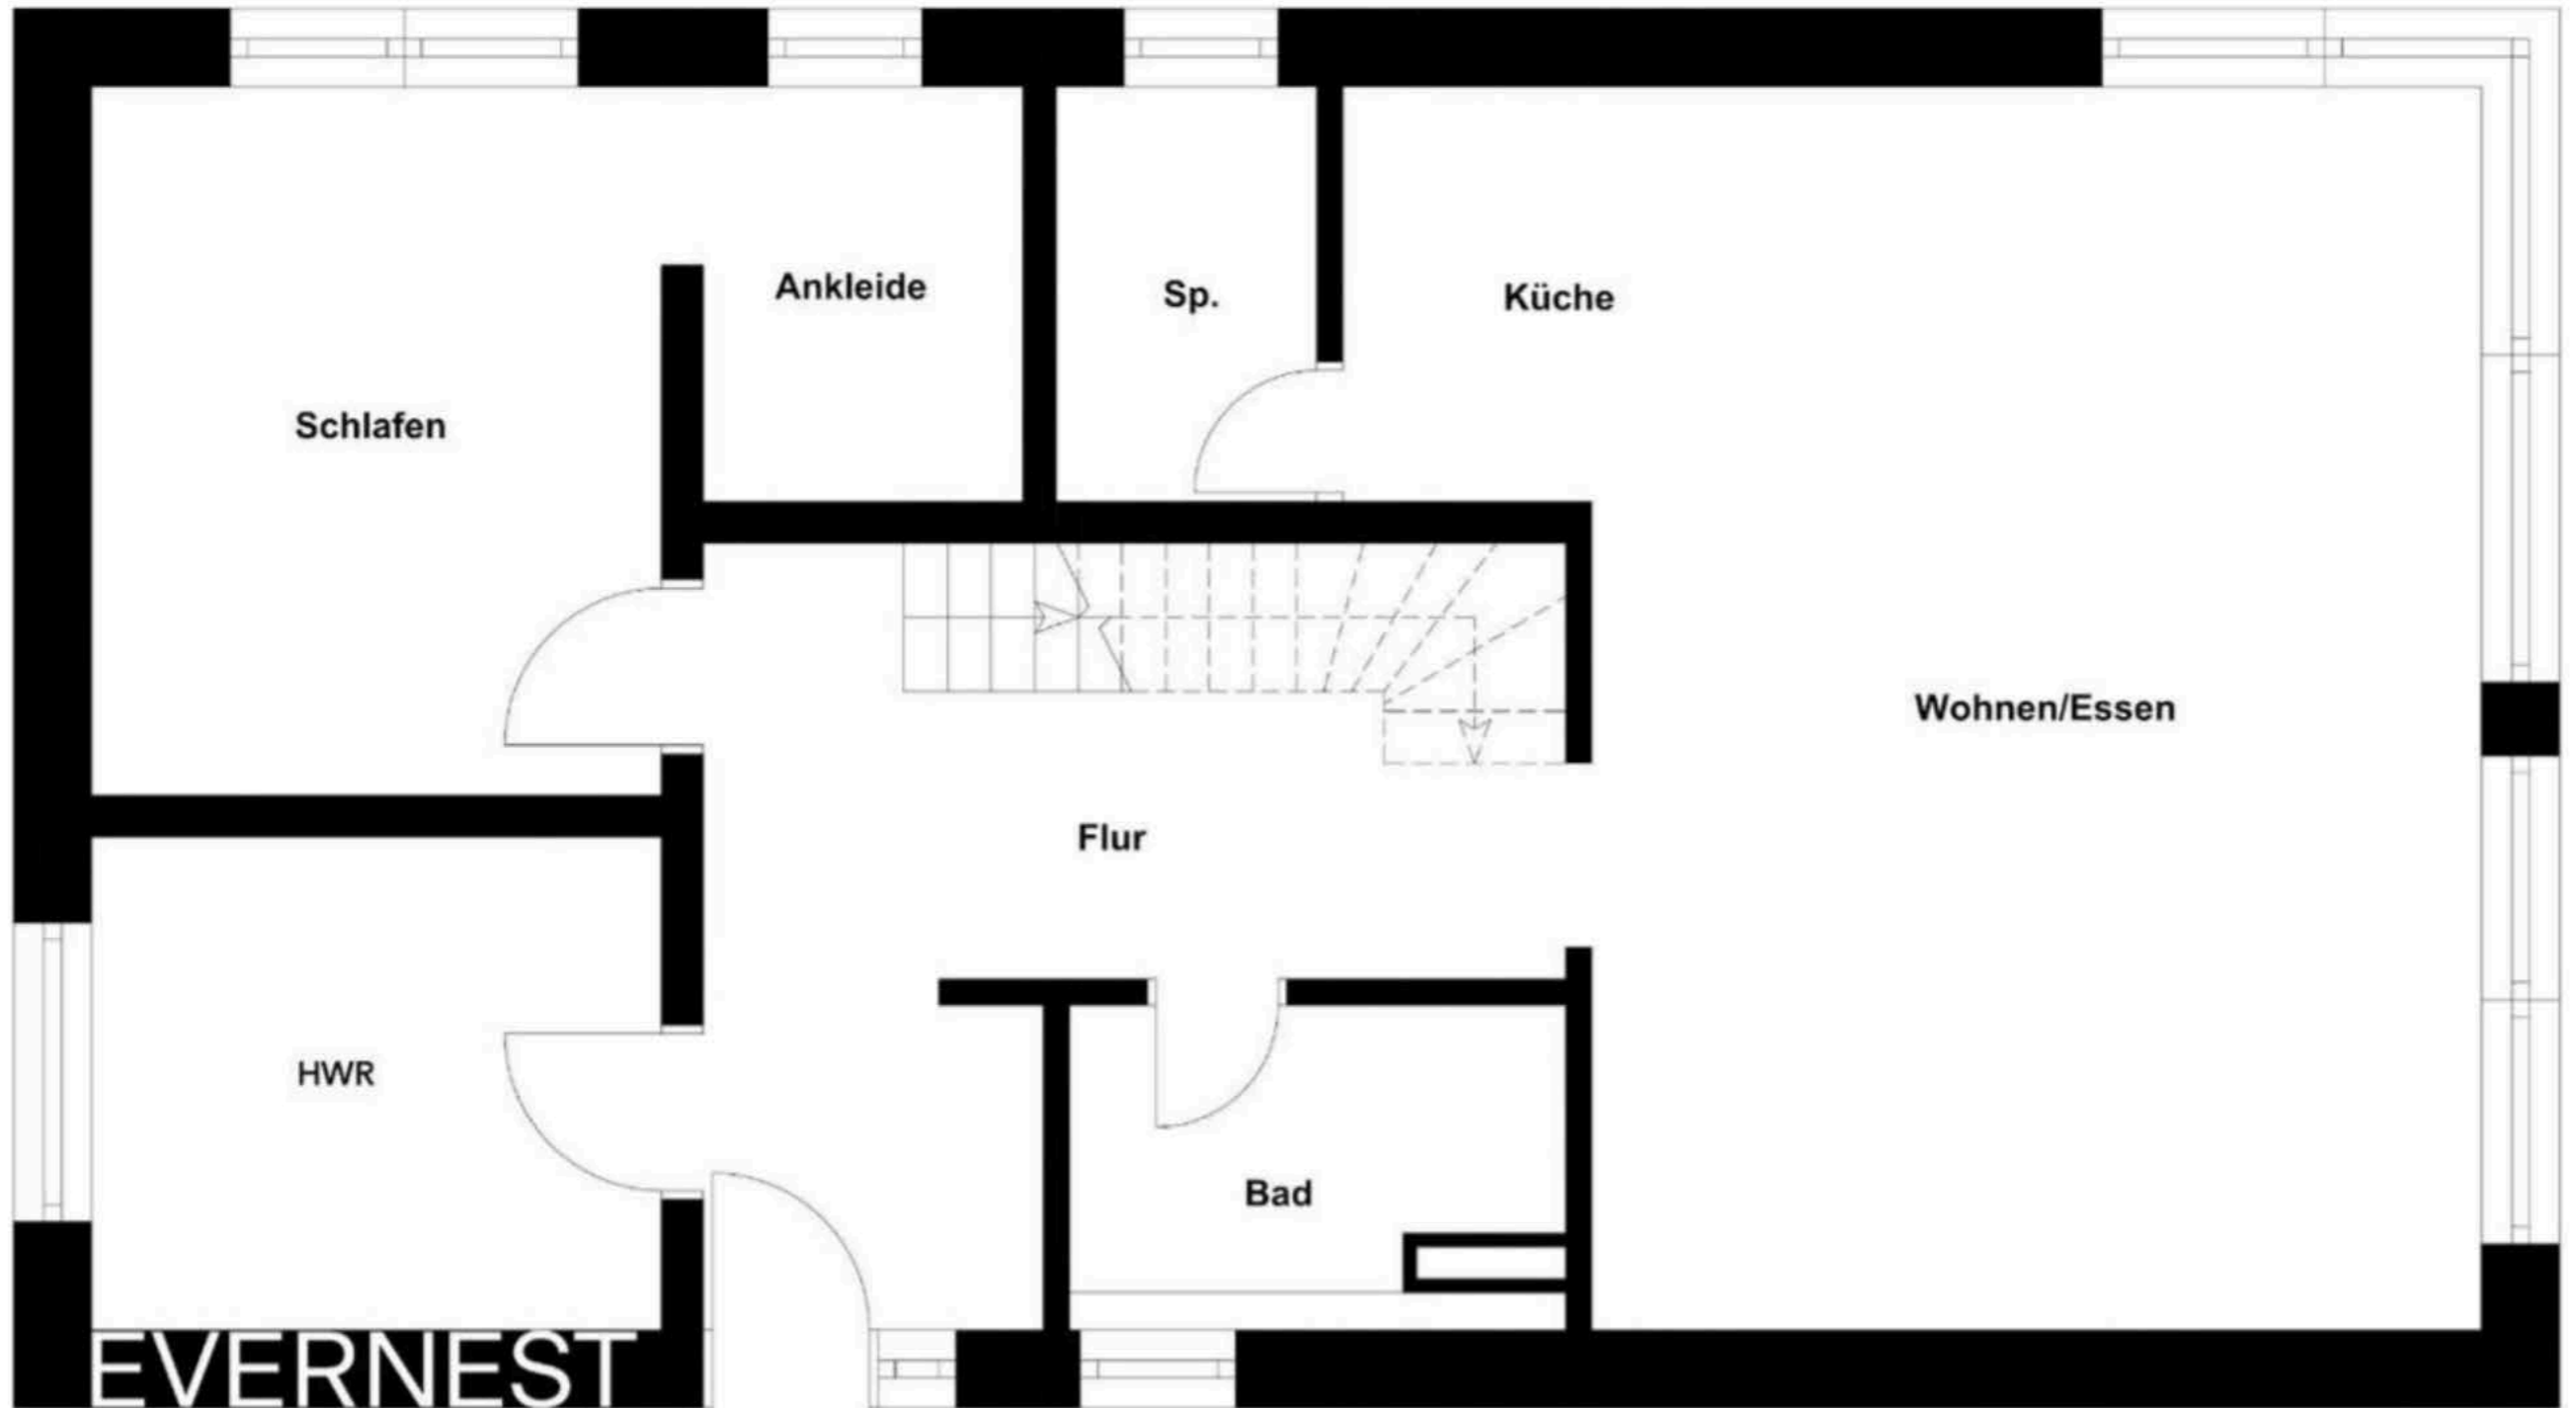 Ankleide
Sp.
Küche
Schlafen
Wohnen/Essen
Flur
HWR
Bad
EVERNEST